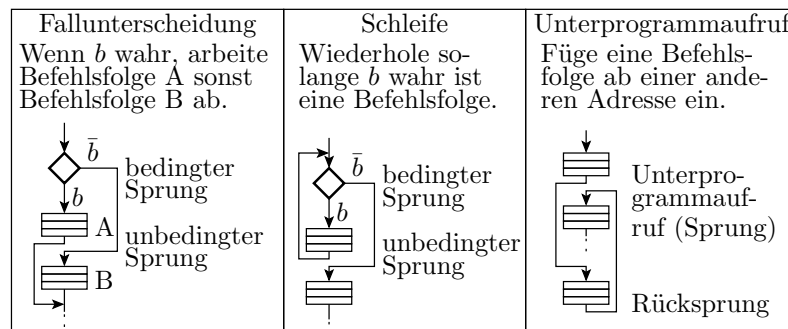 Fallunterscheidung
Wenn b wahr, arbeite
Befehlsfolge A sonst
Befehlsfolge B ab.
b̄
bedingter
Sprung
b
A
unbedingter
Sprung
B
Schleife
Wiederhole so-
lange b wahr ist
eine Befehlsfolge.
b̄
bedingter
Sprung
b
unbedingter
Sprung
Unterprogrammaufruf
Füge eine Befehls-
folge ab einer ande-
ren Adresse ein.
Unterpro-
grammauf-
ruf (Sprung)
Rücksprung